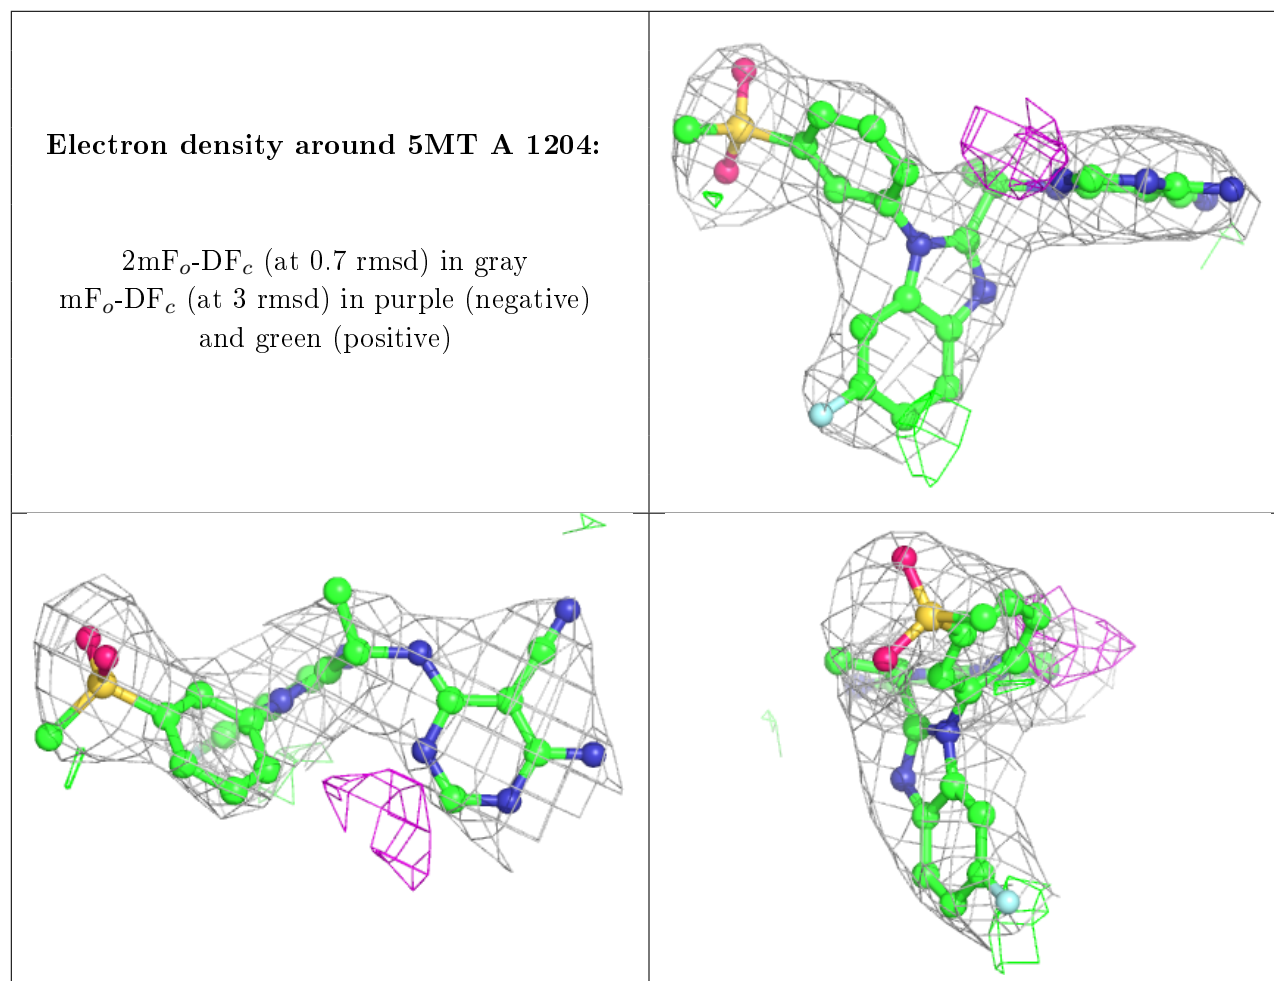 Electron density around 5MT A 1204:
2mFₒ-DF𝒸 (at 0.7 rmsd) in gray
mFₒ-DF𝒸 (at 3 rmsd) in purple (negative)
and green (positive)